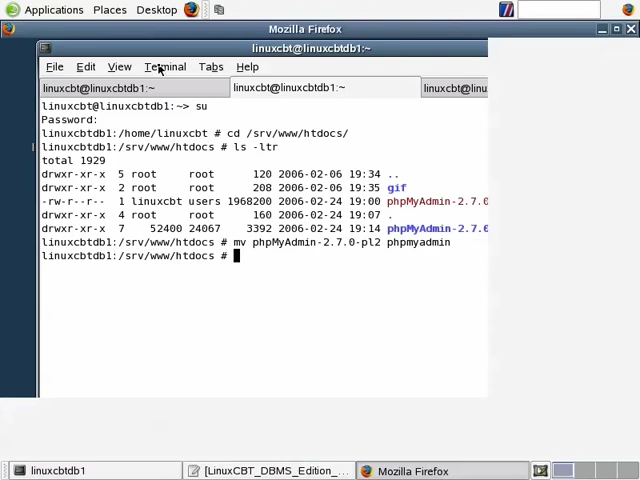 Applications Places Desktop
Mozilla Firefox
linuxcbt@linuxcbtdb1:~
File Edit View Terminal Tabs Help
linuxcbt@linuxcbtdb1:~ linuxcbt@linuxcbtdb1:~ linuxcbt@linu
linuxcbt@linuxcbtdb1:~> su
Password:
linuxcbtdb1:/home/linuxcbt # cd /srv/www/htdocs/
linuxcbtdb1:/srv/www/htdocs # ls -ltr
total 1929
drwxr-xr-x 5 root root 120 2006-02-06 19:34 ..
drwxr-xr-x 2 root root 208 2006-02-06 19:35 gif
-rw-r--r-- 1 linuxcbt users 1968200 2006-02-24 19:00 phpMyAdmin-2.7.0
drwxr-xr-x 4 root root 160 2006-02-24 19:07 .
drwxr-xr-x 7 52400 24067 3392 2006-02-24 19:14 phpMyAdmin-2.7.0
linuxcbtdb1:/srv/www/htdocs # mv phpMyAdmin-2.7.0-pl2 phpmyadmin
linuxcbtdb1:/srv/www/htdocs #
linuxcbtdb1 [LinuxCBT_DBMS_Edition_... Mozilla Firefox